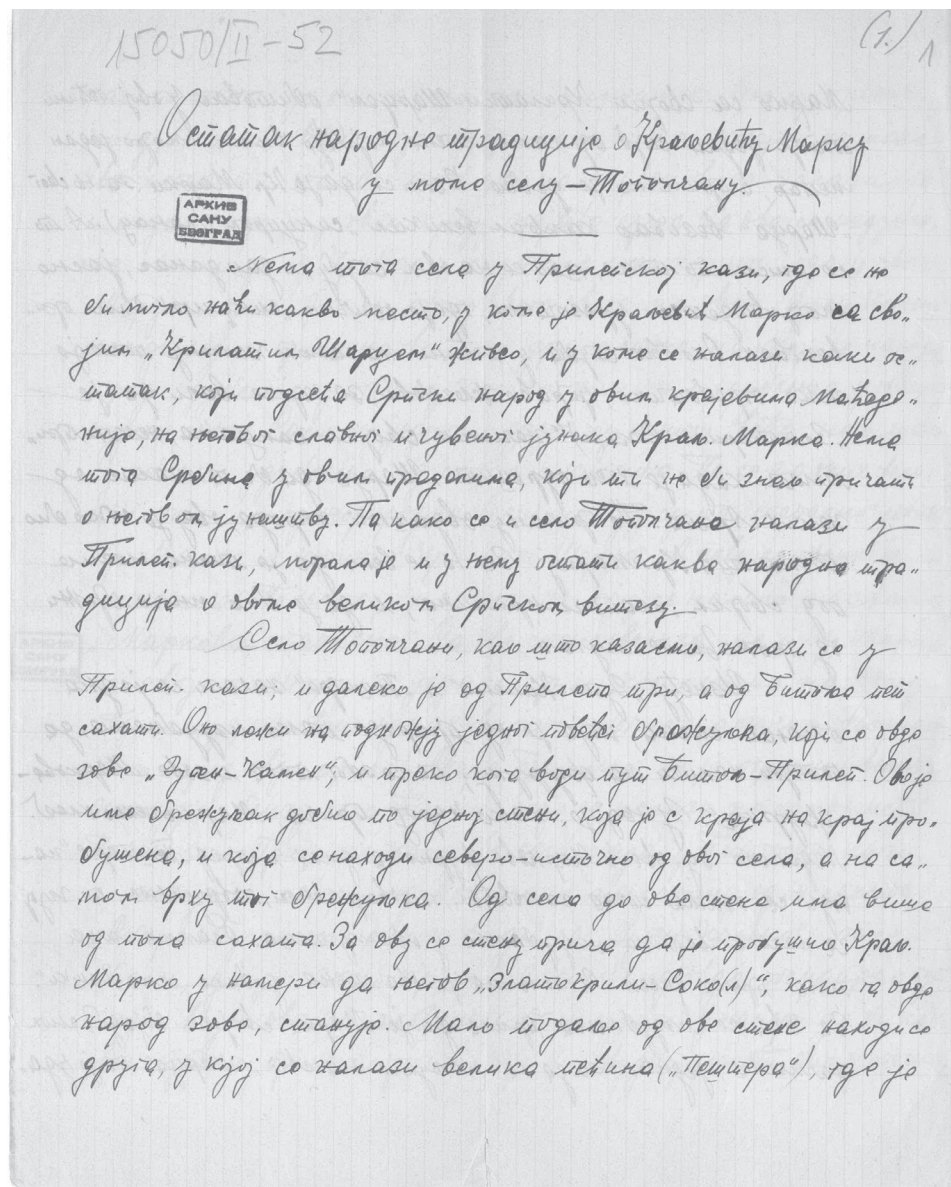 15050/II-52
(1.) 1
Остатак народне традиције о Краљевићу Марку
у моме селу – Тополчану.
АРХИВ
САНУ
БЕОГРАД
Нема тога села у Прилепској кази, где се не
би могло наћи какво место, у коме је Краљевић Марко са сво„
јим „Крилатим Шарцем“ живео, и у коме се налази каки ос„
татак, који подсећа Српски народ у овим крајевима Маћедо„
није, на његовог славног и чувеног јунака Краљ. Марка. Нема
тога Србина у овим пределима, који ти не би знао причати
о његовом јунаштву. Па како се и село Тополчане налази у
Прилеп. кази, морала је и у њему остати каква народна тра„
диција о овоме великом Српском витезу.
Село Тополчани, као што казасмо, налази се у
Прилеп. кази; и далеко је од Прилепа три, а од Битоља пет
сахати. Оно лежи на подножју једног повећег брежуљка, који се овде
зове „Дупен-Камен“; и преко кога води пут Битољ–Прилеп. Ово је
име брежуљак добио по једној стени, која је с краја на крај про„
бушена, и која се находи северо-источно од овог села, а на са„
мом врху тог брежуљка. Од села до ове стене има више
од пола сахата. За ову се стену прича да је пробушио Краљ.
Марко у намери да његов „Златокрили-Соко(л)“, како га овде
народ зове, станује. Мало подаље од ове стене находи се
друга, у којој се налази велика пећина („Пештера“), где је